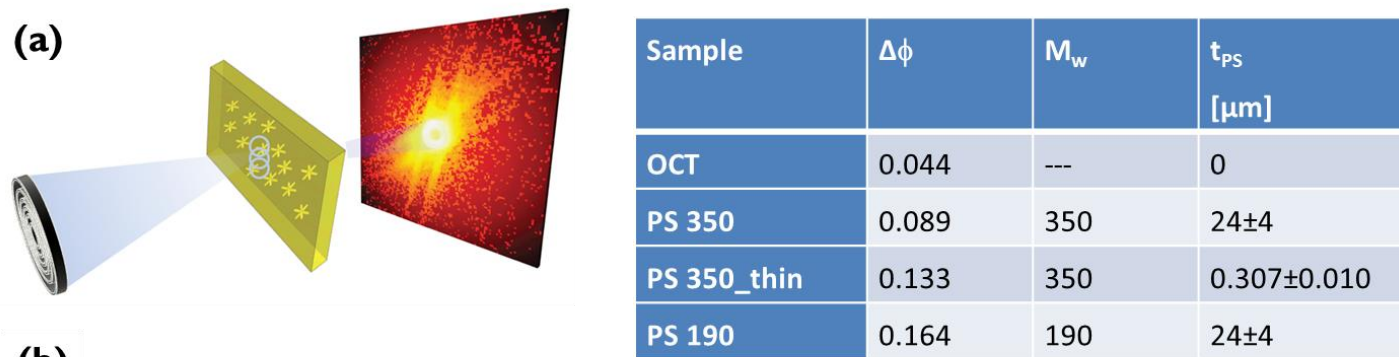 (a)
Sample Δϕ M_w t_PS
[µm]
OCT 0.044 --- 0
PS 350 0.089 350 24±4
PS 350_thin 0.133 350 0.307±0.010
PS 190 0.164 190 24±4
(b)